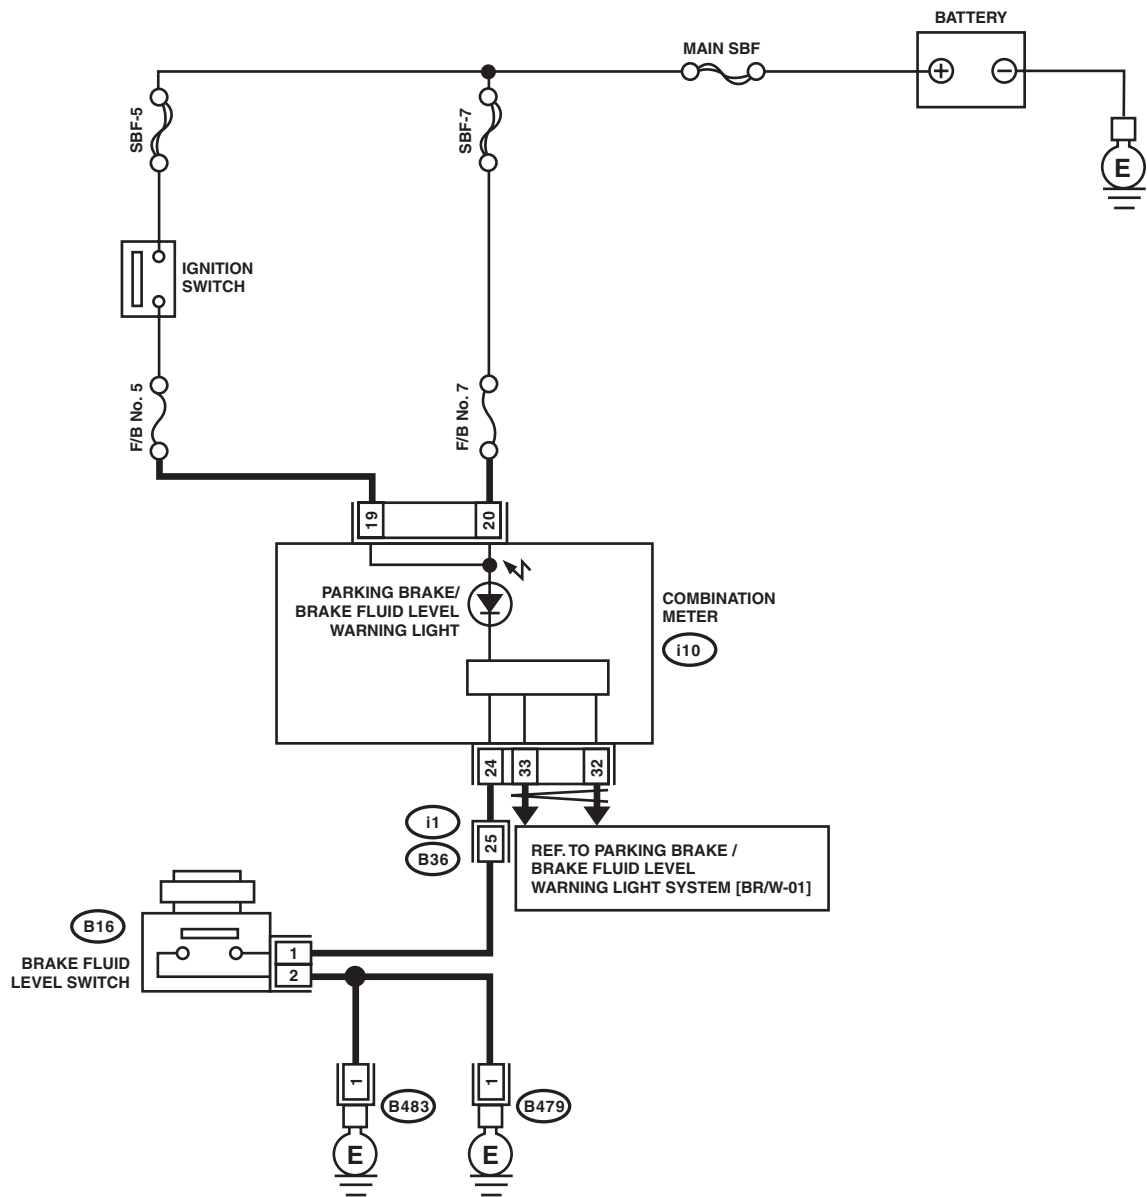 BATTERY
MAIN SBF
+
−
SBF-5
SBF-7
E
IGNITION
SWITCH
F/B No. 5
F/B No. 7
19
20
PARKING BRAKE/
BRAKE FLUID LEVEL
WARNING LIGHT
COMBINATION
METER
i10
24
33
32
i1
25
B36
REF. TO PARKING BRAKE /
BRAKE FLUID LEVEL
WARNING LIGHT SYSTEM [BR/W-01]
B16
BRAKE FLUID
LEVEL SWITCH
1
2
1
B483
1
B479
E
E